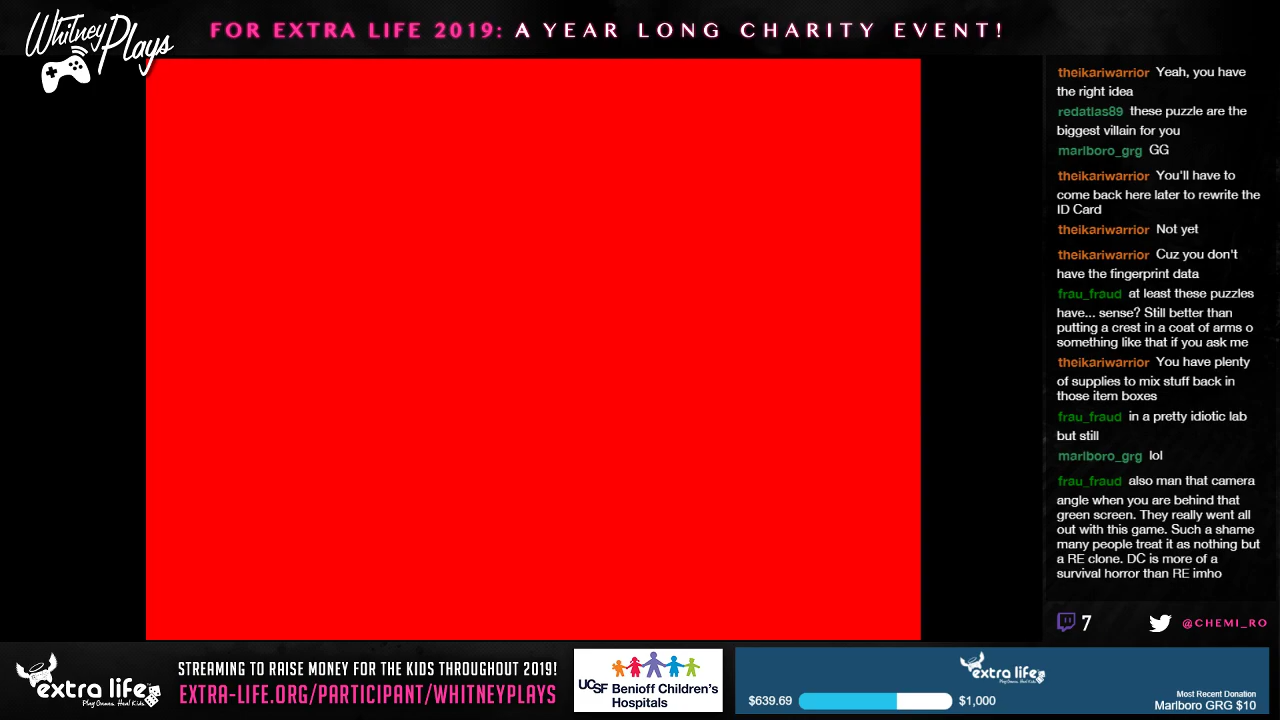 Whitney Plays
FOR EXTRA LIFE 2019: A YEAR LONG CHARITY EVENT!
theikariwarrior Yeah, you have
the right idea
redatlas89 these puzzle are the
biggest villain for you
marlboro_grg GG
theikariwarrior You'll have to
come back here later to rewrite the
ID Card
theikariwarrior Not yet
theikariwarrior Cuz you don't
have the fingerprint data
frau_fraud at least these puzzles
have... sense? Still better than
putting a crest in a coat of arms o
something like that if you ask me
theikariwarrior You have plenty
of supplies to mix stuff back in
those item boxes
frau_fraud in a pretty idiotic lab
but still
marlboro_grg lol
frau_fraud also man that camera
angle when you are behind that
green screen. They really went all
out with this game. Such a shame
many people treat it as nothing but
a RE clone. DC is more of a
survival horror than RE imho
7
@CHEMI_RO
extra life
Play Games. Heal Kids.
STREAMING TO RAISE MONEY FOR THE KIDS THROUGHOUT 2019!
EXTRA-LIFE.ORG/PARTICIPANT/WHITNEYPLAYS
UCSF Benioff Children's
Hospitals
extra life
Play Games. Heal Kids.
$639.69
$1,000
Most Recent Donation
Marlboro GRG $10